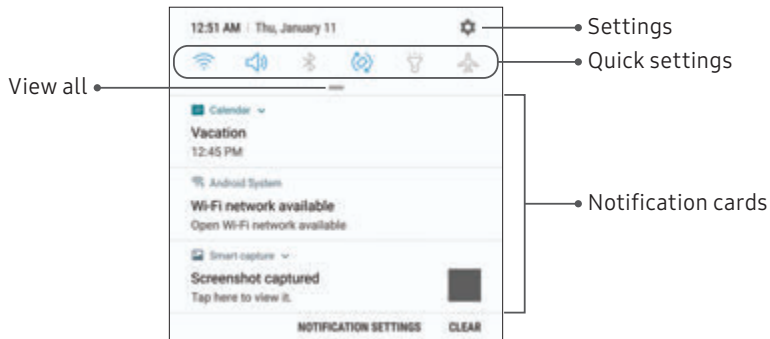 12:51 AM | Thu, January 11
Settings
Quick settings
View all
Calendar
Vacation
12:45 PM
Android System
Wi-Fi network available
Open Wi-Fi network available
Smart capture
Screenshot captured
Tap here to view it.
Notification cards
NOTIFICATION SETTINGS CLEAR